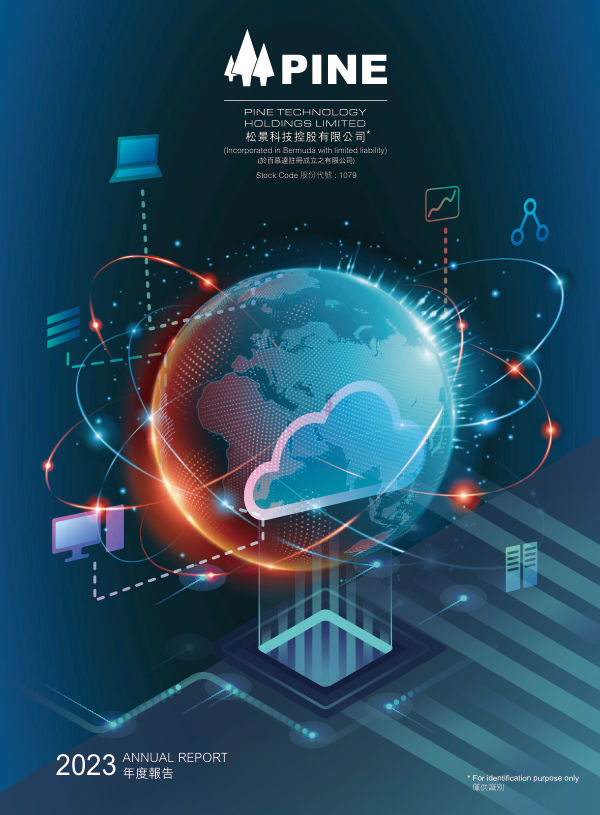 PINE
PINE TECHNOLOGY
HOLDINGS LIMITED
松景科技控股有限公司*
(Incorporated in Bermuda with limited liability)
(於百慕達註冊成立之有限公司)
Stock Code 股份代號 : 1079
2023 ANNUAL REPORT
年度報告
* For identification purpose only
僅供識別